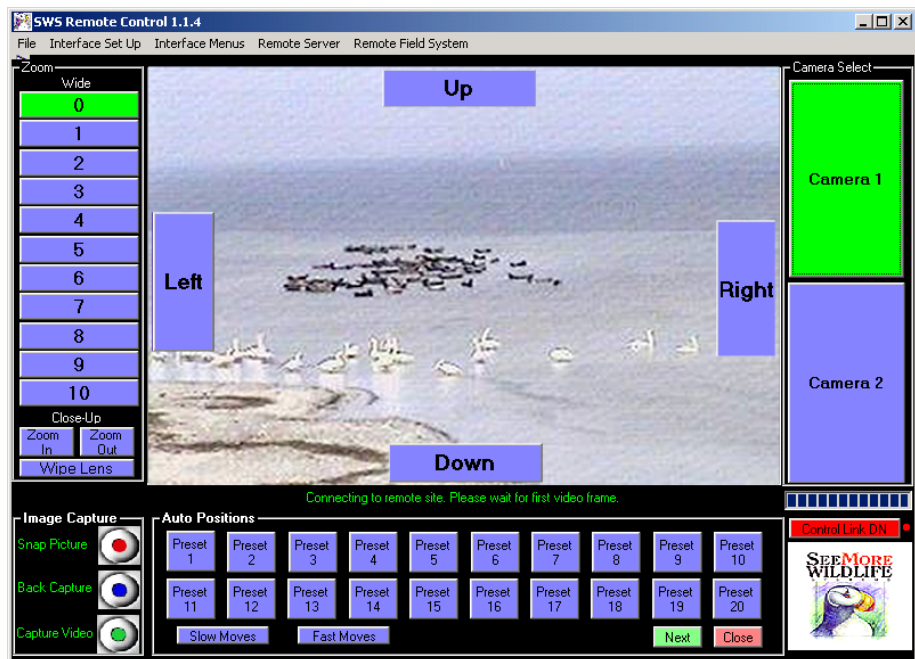 SWS Remote Control 1.1.4
File Interface Set Up Interface Menus Remote Server Remote Field System
Zoom
Wide
0
1
2
3
4
5
6
7
8
9
10
Close-Up
Zoom In
Zoom Out
Wipe Lens
Up
Left
Right
Down
Camera Select
Camera 1
Camera 2
Connecting to remote site. Please wait for first video frame.
Image Capture
Snap Picture
Back Capture
Capture Video
Auto Positions
Preset 1 Preset 2 Preset 3 Preset 4 Preset 5 Preset 6 Preset 7 Preset 8 Preset 9 Preset 10
Preset 11 Preset 12 Preset 13 Preset 14 Preset 15 Preset 16 Preset 17 Preset 18 Preset 19 Preset 20
Slow Moves Fast Moves Next Close
Control Link DN
SEEMORE
WILDLIFE